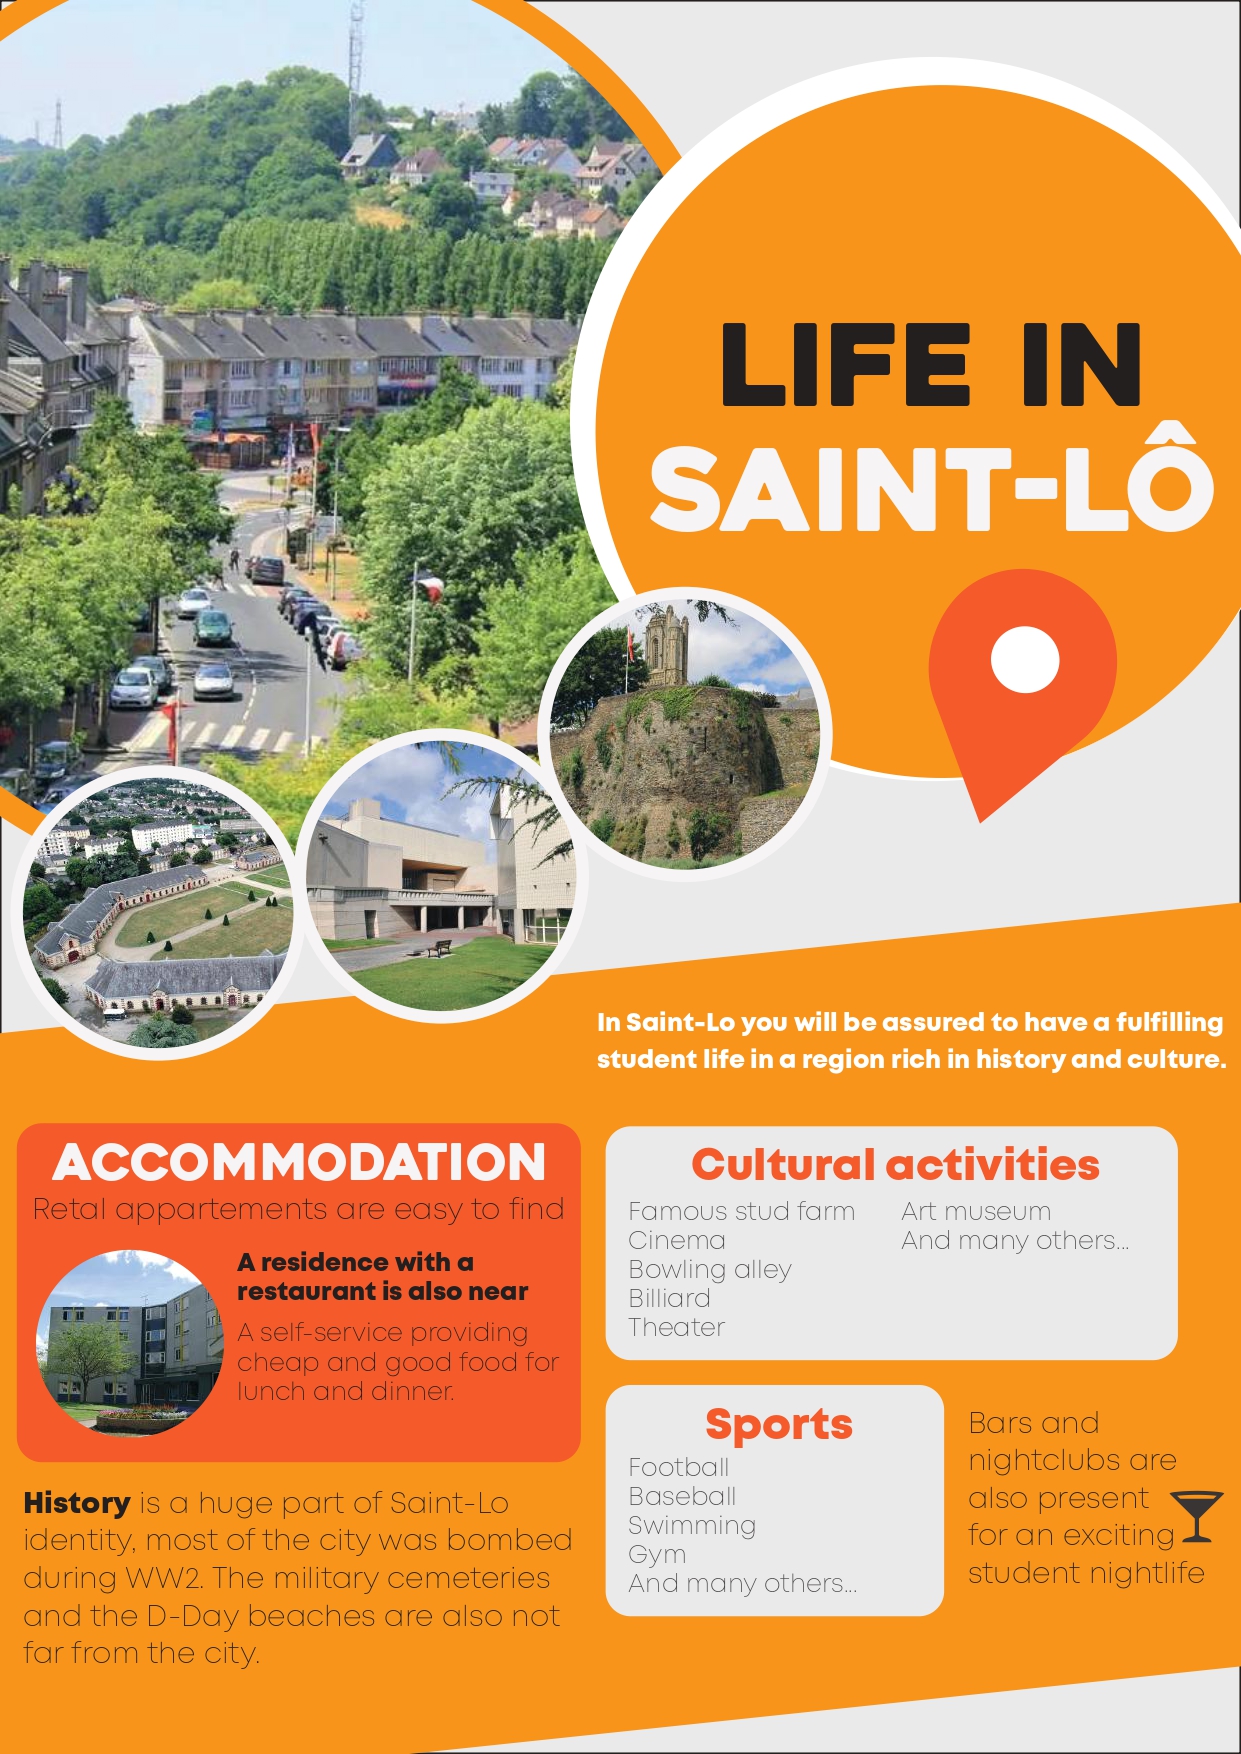 LIFE IN
SAINT-LÔ
In Saint-Lo you will be assured to have a fulfilling
student life in a region rich in history and culture.
ACCOMMODATION
Retal appartements are easy to find
A residence with a
restaurant is also near
A self-service providing
cheap and good food for
lunch and dinner.
History is a huge part of Saint-Lo
identity, most of the city was bombed
during WW2. The military cemeteries
and the D-Day beaches are also not
far from the city.
Cultural activities
Famous stud farm
Cinema
Bowling alley
Billiard
Theater
Art museum
And many others...
Sports
Football
Baseball
Swimming
Gym
And many others...
Bars and
nightclubs are
also present
for an exciting
student nightlife